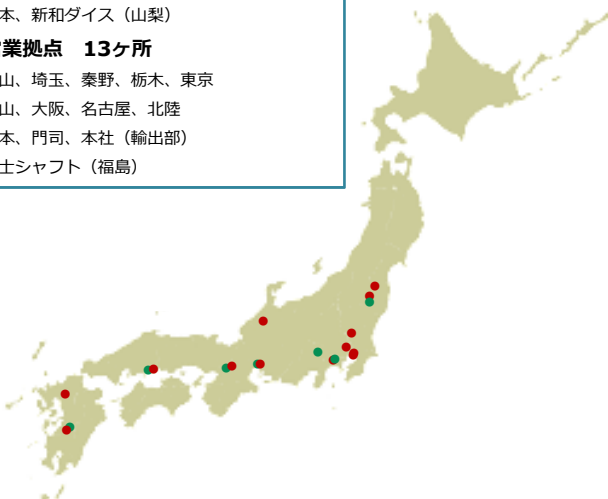 本、新和ダイス（山梨）
業拠点　13ヶ所
山、埼玉、秦野、栃木、東京
山、大阪、名古屋、北陸
本、門司、本社（輸出部）
士シャフト（福島）